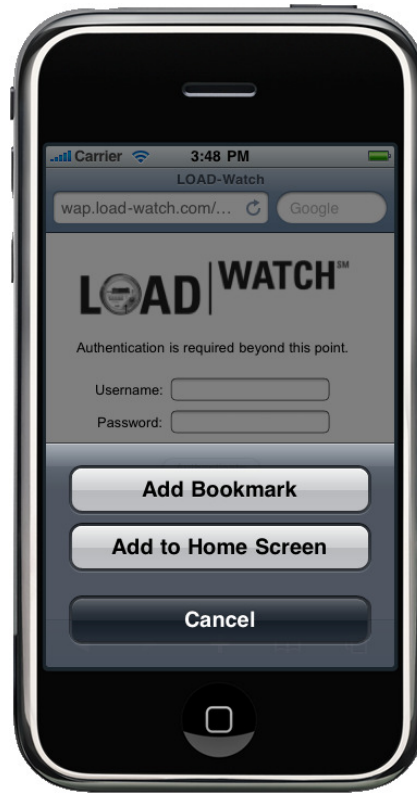 Carrier 3:48 PM
LOAD-Watch
wap.load-watch.com/... Google
LOAD WATCH℠
Authentication is required beyond this point.
Username:
Password:
Add Bookmark
Add to Home Screen
Cancel